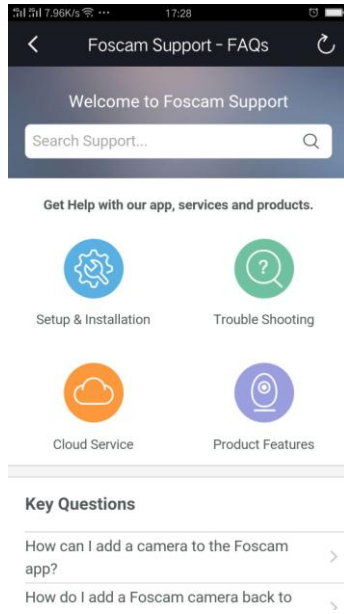 7.96K/s ... 17:28
Foscam Support - FAQs
Welcome to Foscam Support
Search Support...
Get Help with our app, services and products.
Setup & Installation
Trouble Shooting
Cloud Service
Product Features
Key Questions
How can I add a camera to the Foscam
app?
How do I add a Foscam camera back to